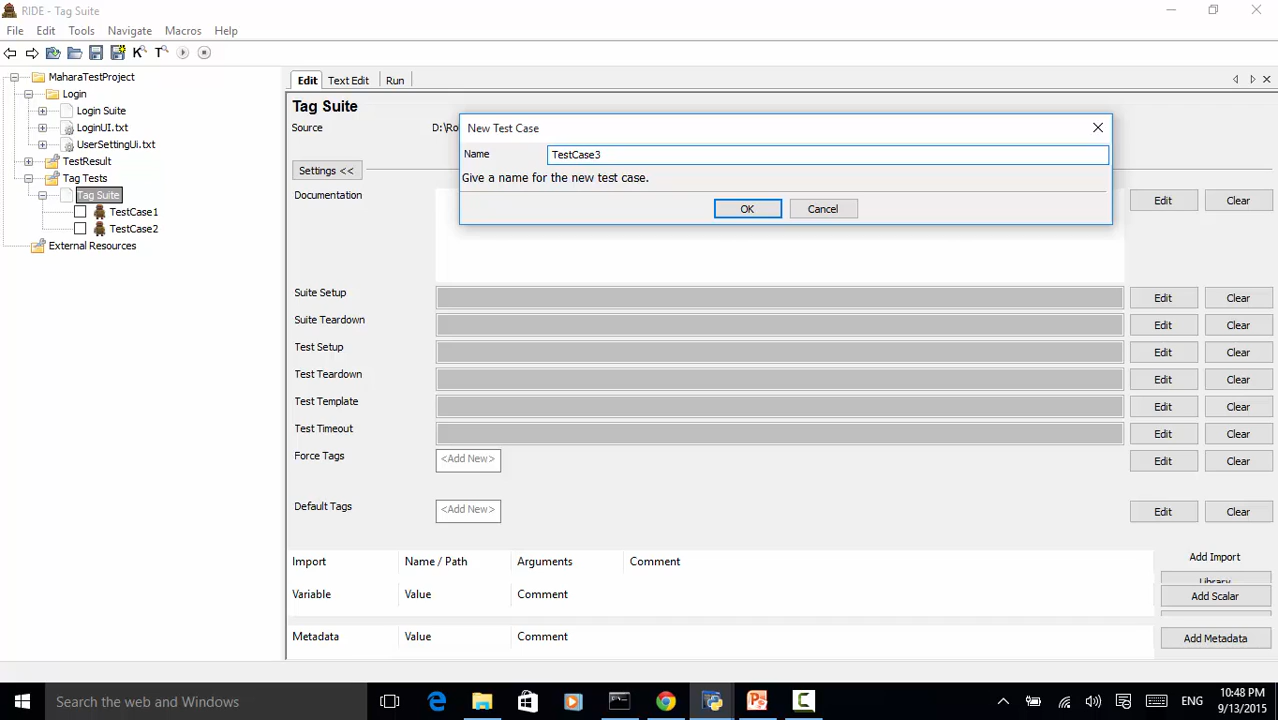 RIDE - Tag Suite
File Edit Tools Navigate Macros Help
K T
MaharaTestProject
Login
Login Suite
LoginUI.txt
UserSettingUi.txt
TestResult
Tag Tests
Tag Suite
TestCase1
TestCase2
External Resources
Edit Text Edit Run
Tag Suite
Source D:\Ro
New Test Case
Name TestCase3
Give a name for the new test case.
OK Cancel
Settings <<
Documentation Edit Clear
Suite Setup Edit Clear
Suite Teardown Edit Clear
Test Setup Edit Clear
Test Teardown Edit Clear
Test Template Edit Clear
Test Timeout Edit Clear
Force Tags <Add New> Edit Clear
Default Tags <Add New> Edit Clear
Import Name / Path Arguments Comment Add Import
Library
Variable Value Comment Add Scalar
Metadata Value Comment Add Metadata
Search the web and Windows
ENG
10:48 PM
9/13/2015